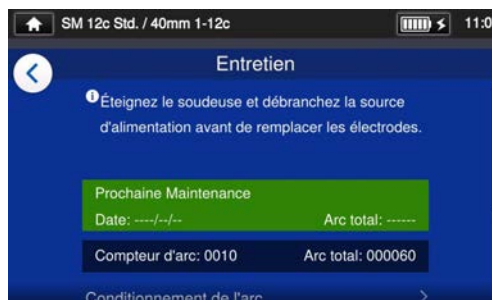 SM 12c Std. / 40mm 1-12c
11:0
Entretien
Éteignez le soudeuse et débranchez la source
d'alimentation avant de remplacer les électrodes.
Prochaine Maintenance
Date: ----/--/-- Arc total: ------
Compteur d'arc: 0010 Arc total: 000060
Conditionnement de l'arc